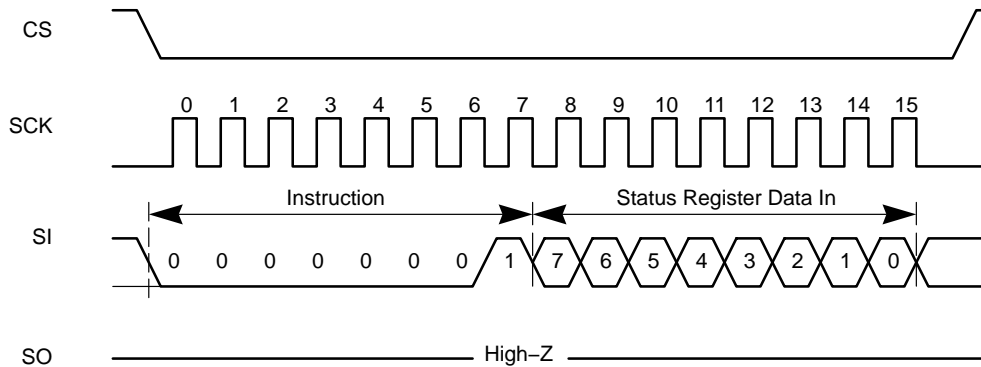 CS
0 1 2 3 4 5 6 7 8 9 10 11 12 13 14 15
SCK
Instruction Status Register Data In
SI
0 0 0 0 0 0 0 1 7 6 5 4 3 2 1 0
SO High−Z